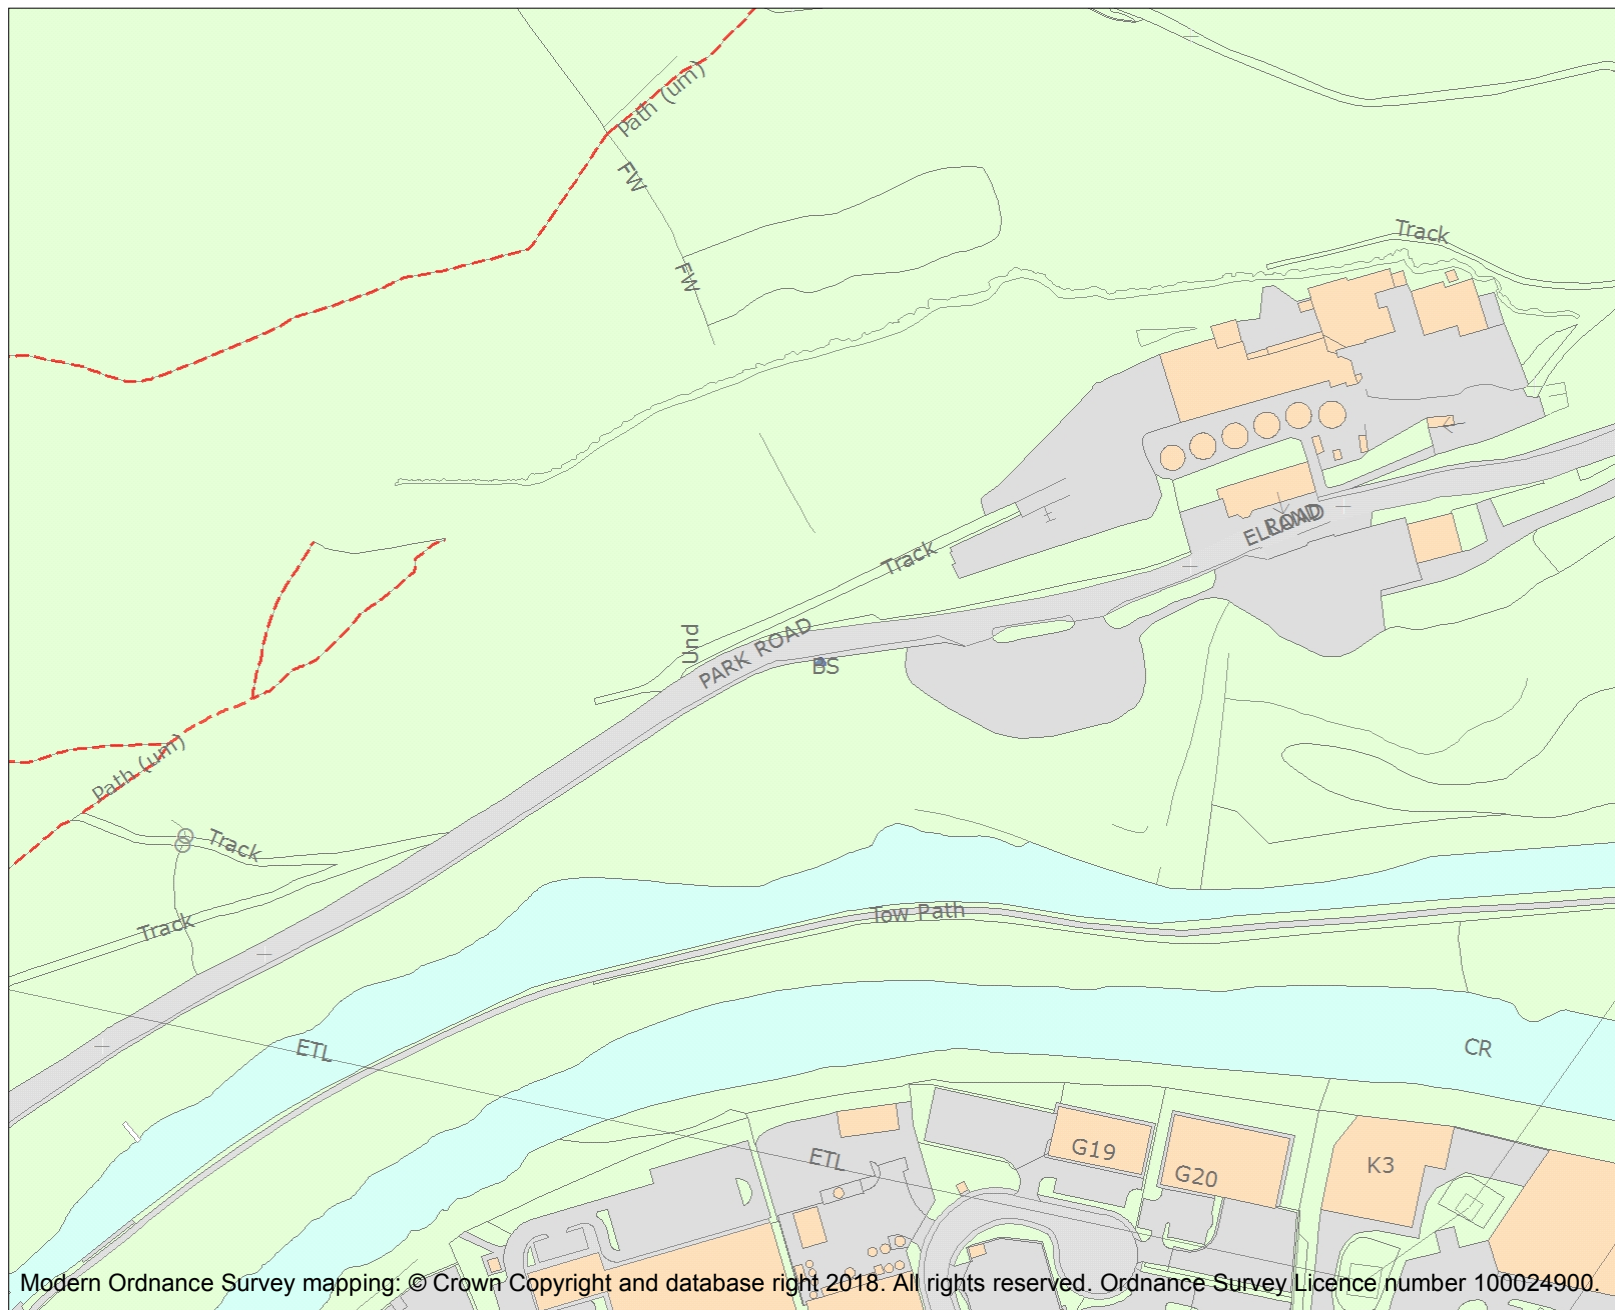 Path (um)
FW
FW
Track
ELLAND
ROAD
Track
Und
PARK ROAD
BS
Path (um)
Track
Track
Tow Path
ETL
CR
ETL
G19
G20
K3
Modern Ordnance Survey mapping: © Crown Copyright and database right 2018. All rights reserved. Ordnance Survey Licence number 100024900.